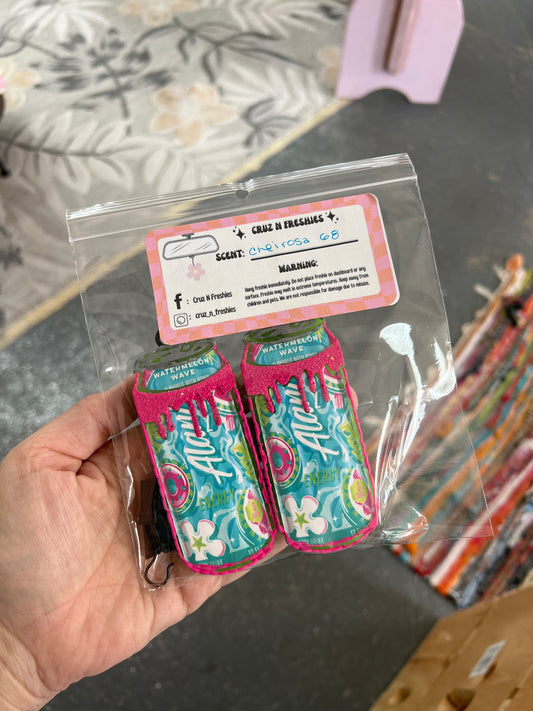 CRUZ N FRESHIES
SCENT: Cheirosa 68
WARNING:
Hang freshie immediately. Do not place freshie on dashboard or any
surface. Freshie may melt in extreme temperatures. Keep away from
children and pets. We are not responsible for damage due to misuse.
f : Cruz N Freshies
: cruz_n_freshies
WATERMELON
WAVE
WATERMELON
WAVE
Alani
ENERGY
Alani
ENERGY